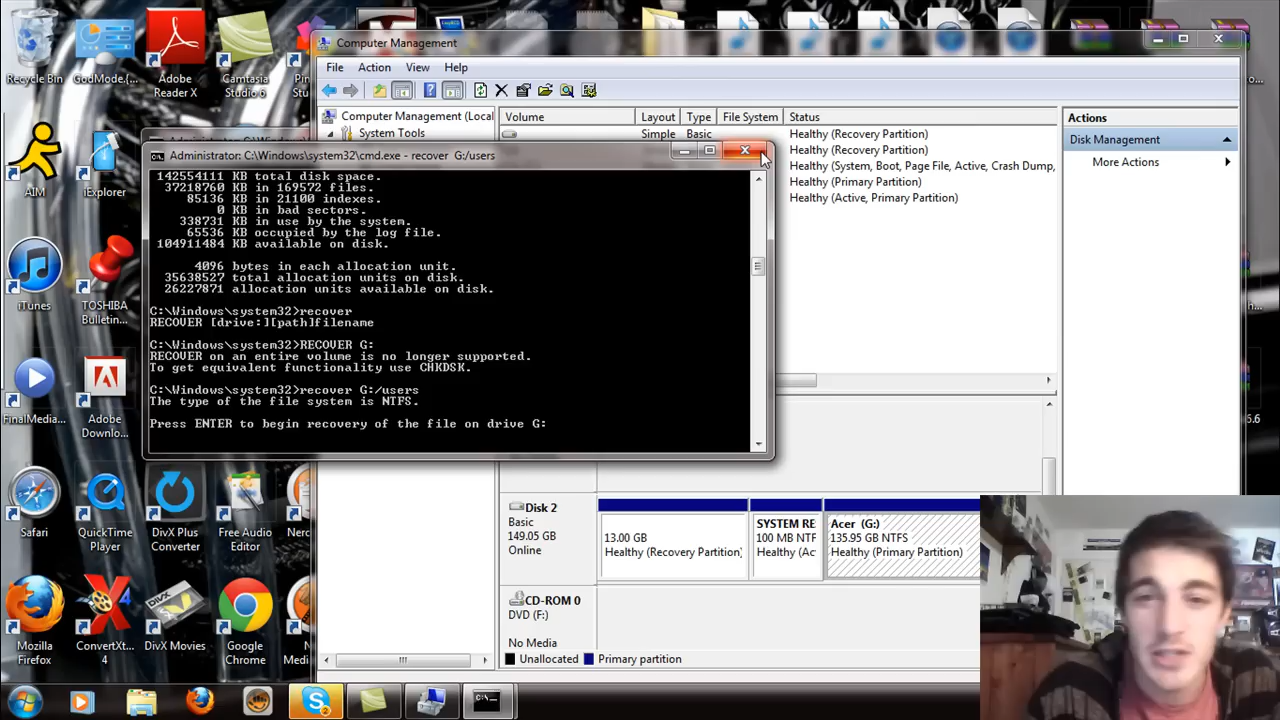 Computer Management
File Action View Help
Recycle Bin
GodMode.(...
Adobe Reader X
Camtasia Studio 6
Computer Management (Local
System Tools
Volume Layout Type File System Status
Simple Basic Healthy (Recovery Partition)
Healthy (Recovery Partition)
Healthy (System, Boot, Page File, Active, Crash Dump,
Healthy (Primary Partition)
Healthy (Active, Primary Partition)
Actions
Disk Management
More Actions
Administrator: C:\Windows\system32\cmd.exe - recover G:/users
142554111 KB total disk space.
37218760 KB in 169572 files.
85136 KB in 21100 indexes.
0 KB in bad sectors.
338731 KB in use by the system.
65536 KB occupied by the log file.
104911484 KB available on disk.
4096 bytes in each allocation unit.
35638527 total allocation units on disk.
26227871 allocation units available on disk.
C:\Windows\system32>recover
RECOVER [drive:][path]filename
C:\Windows\system32>RECOVER G:
RECOVER on an entire volume is no longer supported.
To get equivalent functionality use CHKDSK.
C:\Windows\system32>recover G:/users
The type of the file system is NTFS.
Press ENTER to begin recovery of the file on drive G:
AIM
iExplorer
iTunes
TOSHIBA Bulletin...
FinalMedia...
Adobe Downlo...
Safari
QuickTime Player
DivX Plus Converter
Free Audio Editor
Mozilla Firefox
ConvertXt... 4
DivX Movies
Google Chrome
Disk 2
Basic
149.05 GB
Online
13.00 GB
Healthy (Recovery Partition)
SYSTEM RE
100 MB NTF
Healthy (Ac
Acer (G:)
135.95 GB NTFS
Healthy (Primary Partition)
CD-ROM 0
DVD (F:)
No Media
Unallocated Primary partition